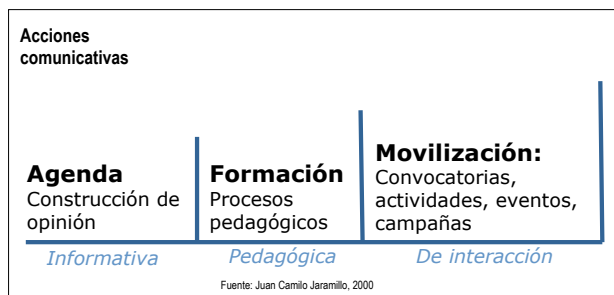 Acciones
comunicativas
Agenda
Construcción de
opinión
Formación
Procesos
pedagógicos
Movilización:
Convocatorias,
actividades, eventos,
campañas
Informativa
Pedagógica
De interacción
Fuente: Juan Camilo Jaramillo, 2000